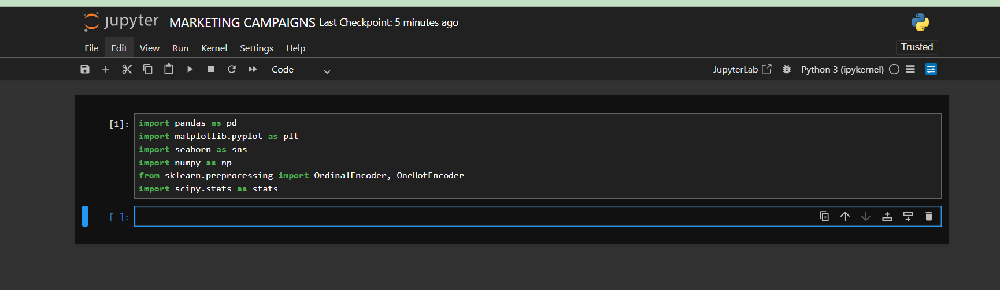 jupyter MARKETING CAMPAIGNS Last Checkpoint: 5 minutes ago
File Edit View Run Kernel Settings Help Trusted
Code JupyterLab Python 3 (ipykernel)
[1]: import pandas as pd
import matplotlib.pyplot as plt
import seaborn as sns
import numpy as np
from sklearn.preprocessing import OrdinalEncoder, OneHotEncoder
import scipy.stats as stats
[ ]: